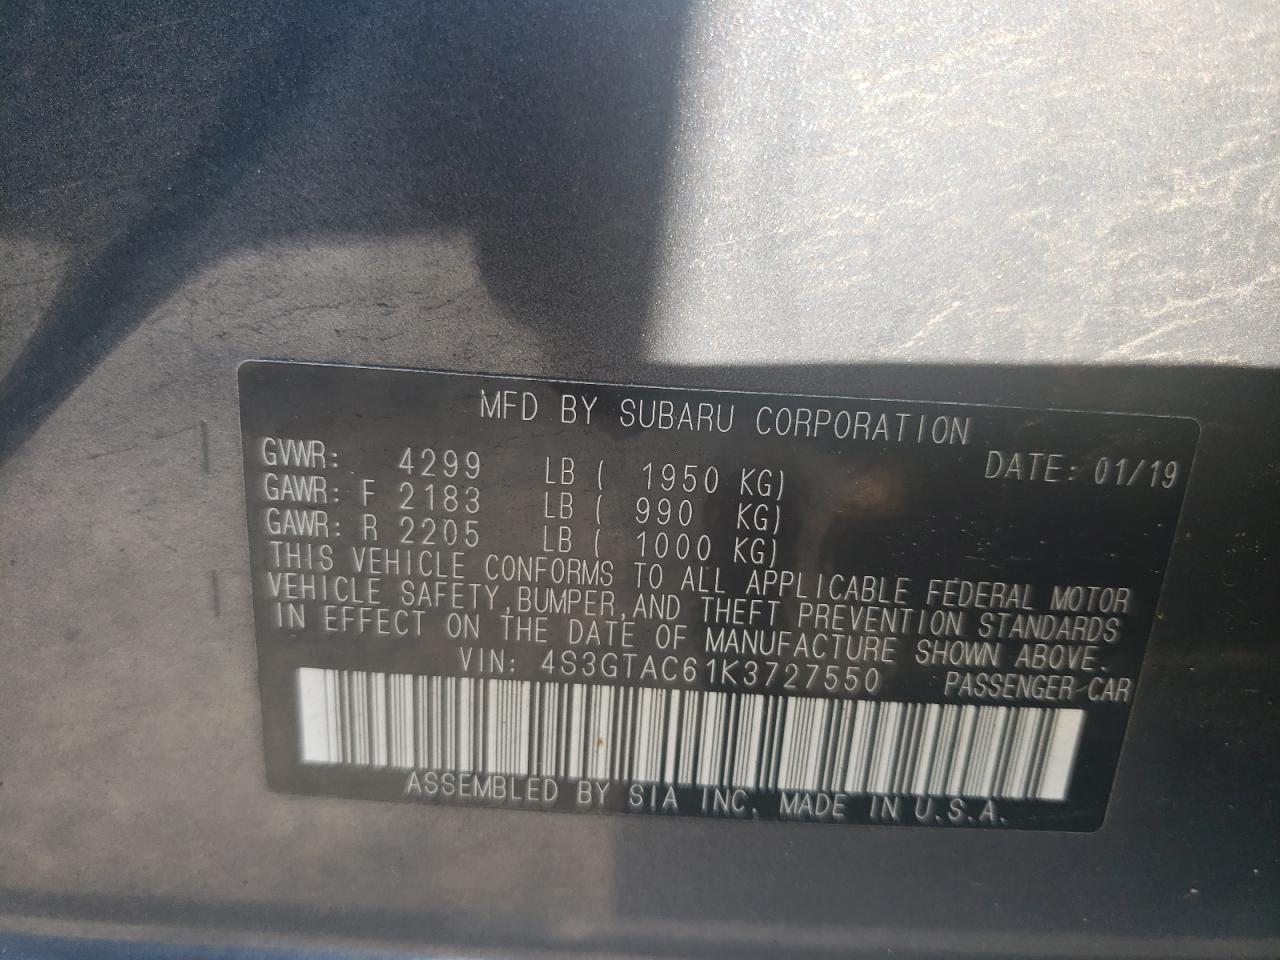 MFD BY SUBARU CORPORATION
GVWR: 4299 LB ( 1950 KG) DATE: 01/19
GAWR: F 2183 LB ( 990 KG)
GAWR: R 2205 LB ( 1000 KG)
THIS VEHICLE CONFORMS TO ALL APPLICABLE FEDERAL MOTOR
VEHICLE SAFETY, BUMPER, AND THEFT PREVENTION STANDARDS
IN EFFECT ON THE DATE OF MANUFACTURE SHOWN ABOVE.
VIN: 4S3GTAC61K3727550 PASSENGER CAR
ASSEMBLED BY SIA INC. MADE IN U.S.A.